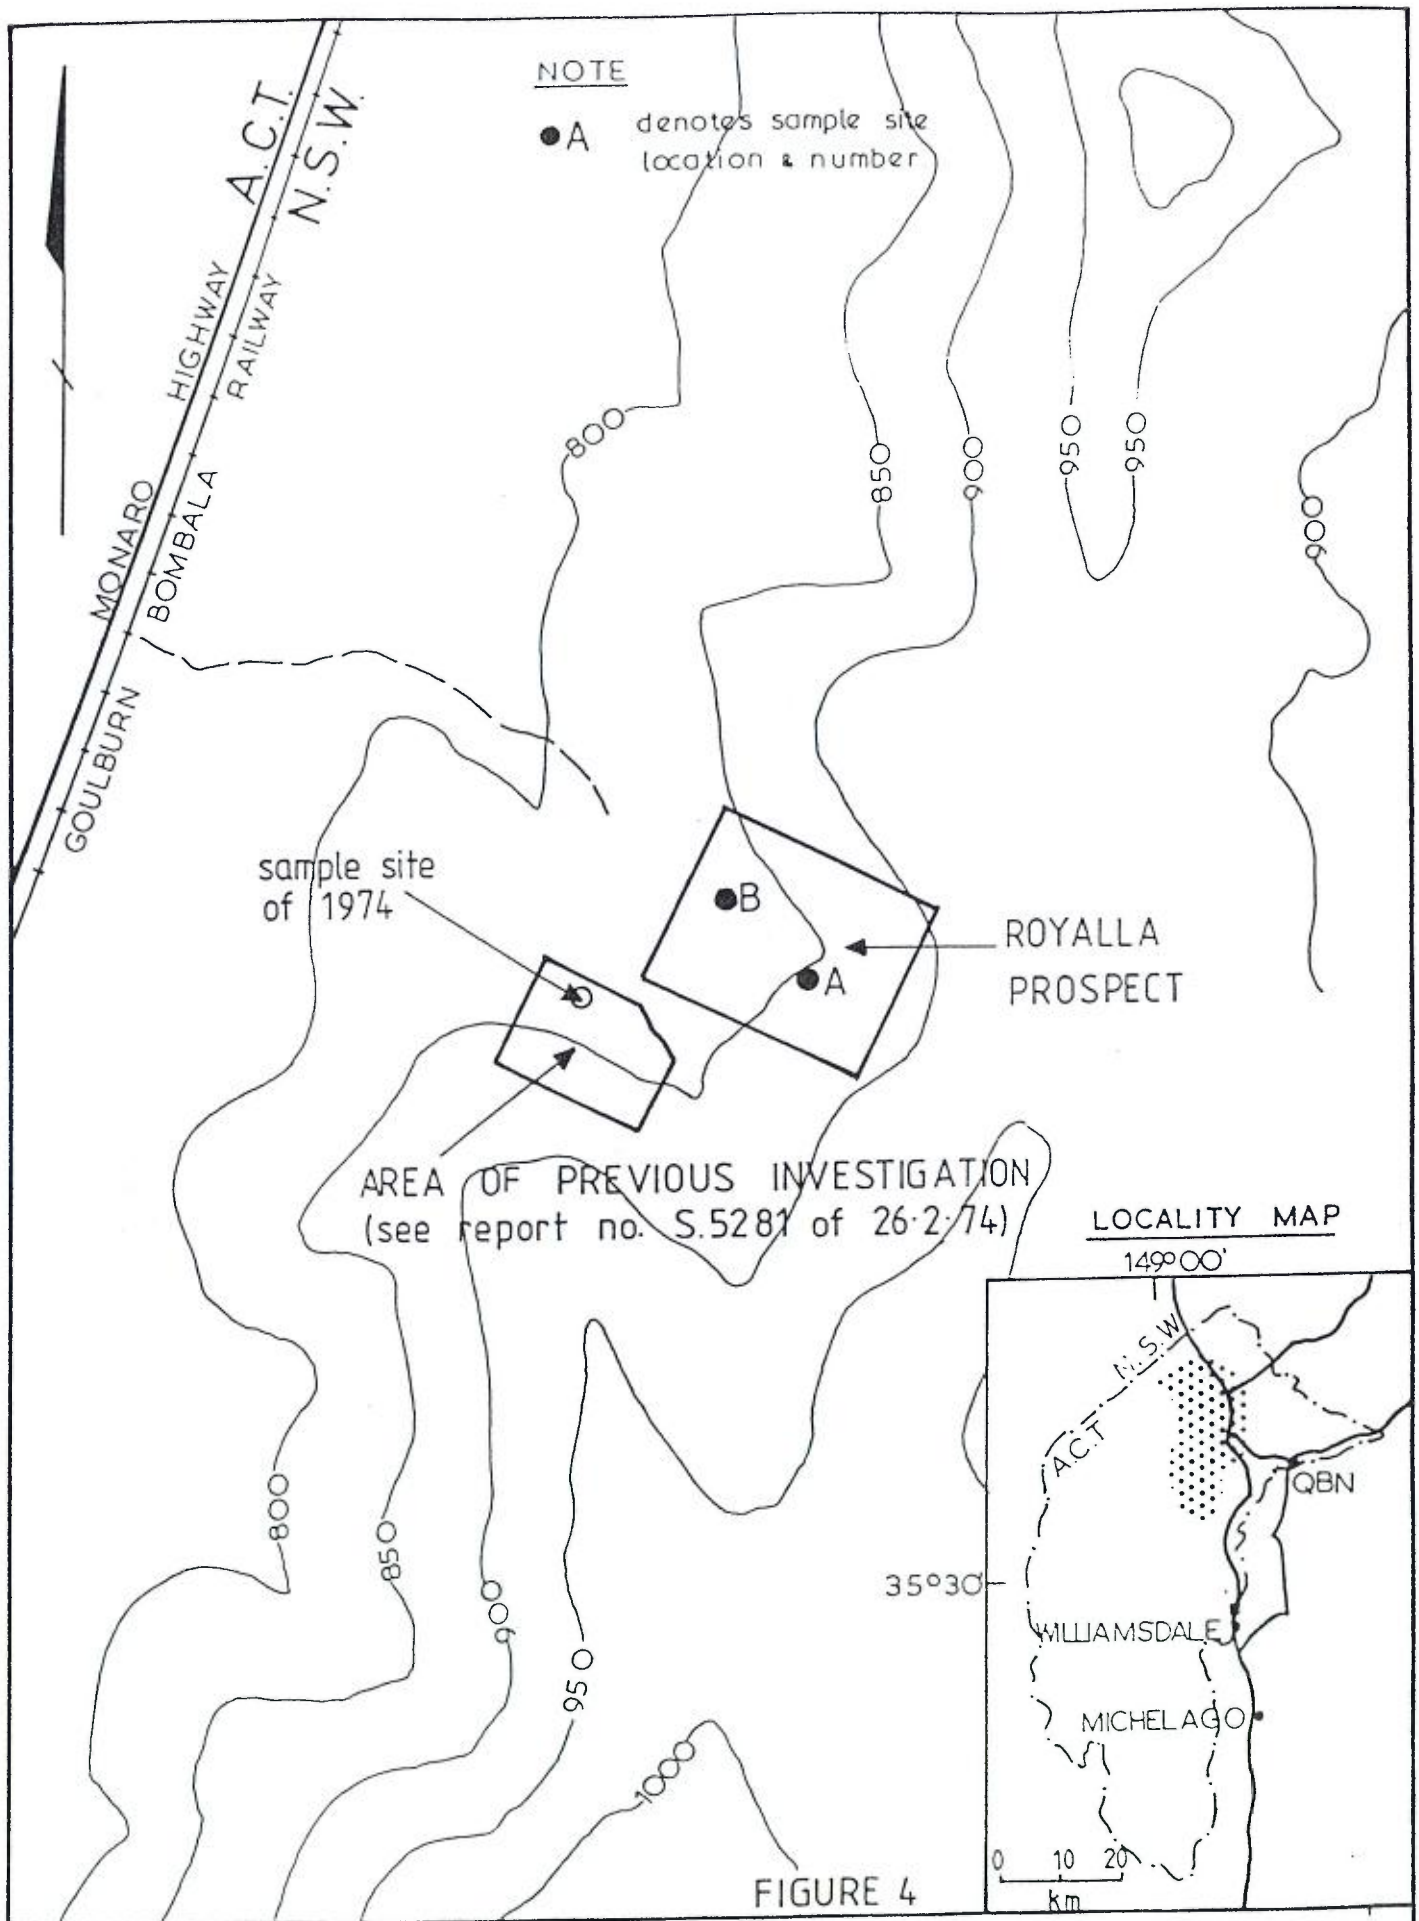 NOTE
●A denotes sample site
location & number
A.C.T.
N.S.W.
MONARO HIGHWAY
GOULBURN BOMBALA RAILWAY
800
850
900
950
950
900
sample site
of 1974
B
A
ROYALLA
PROSPECT
AREA OF PREVIOUS INVESTIGATION
(see report no. S.5281 of 26·2·74)
800
850
900
950
1000
LOCALITY MAP
149°00'
N.S.W
A.C.T
QBN
35°30'
WILLIAMSDALE
MICHELAGO
0 10 20
km
FIGURE 4